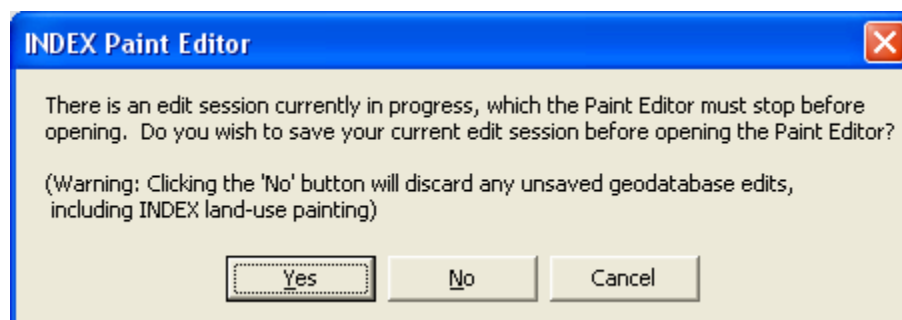 INDEX Paint Editor
There is an edit session currently in progress, which the Paint Editor must stop before
opening.  Do you wish to save your current edit session before opening the Paint Editor?
(Warning: Clicking the 'No' button will discard any unsaved geodatabase edits,
including INDEX land-use painting)
Yes No Cancel